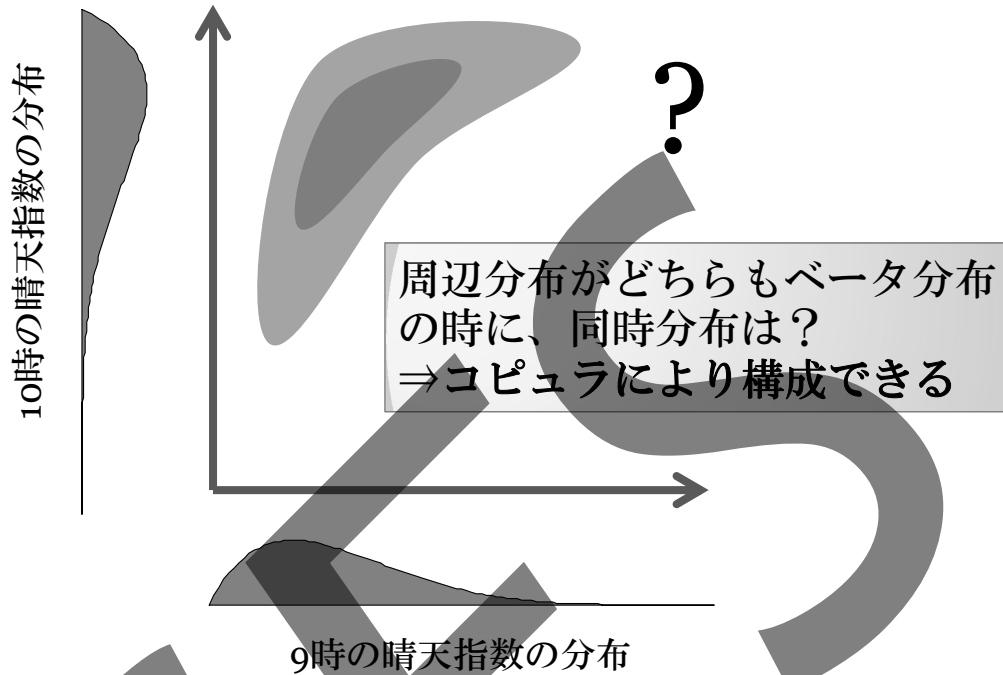 10時の晴天指数の分布
?
周辺分布がどちらもベータ分布
の時に、同時分布は？
⇒コピュラにより構成できる
9時の晴天指数の分布